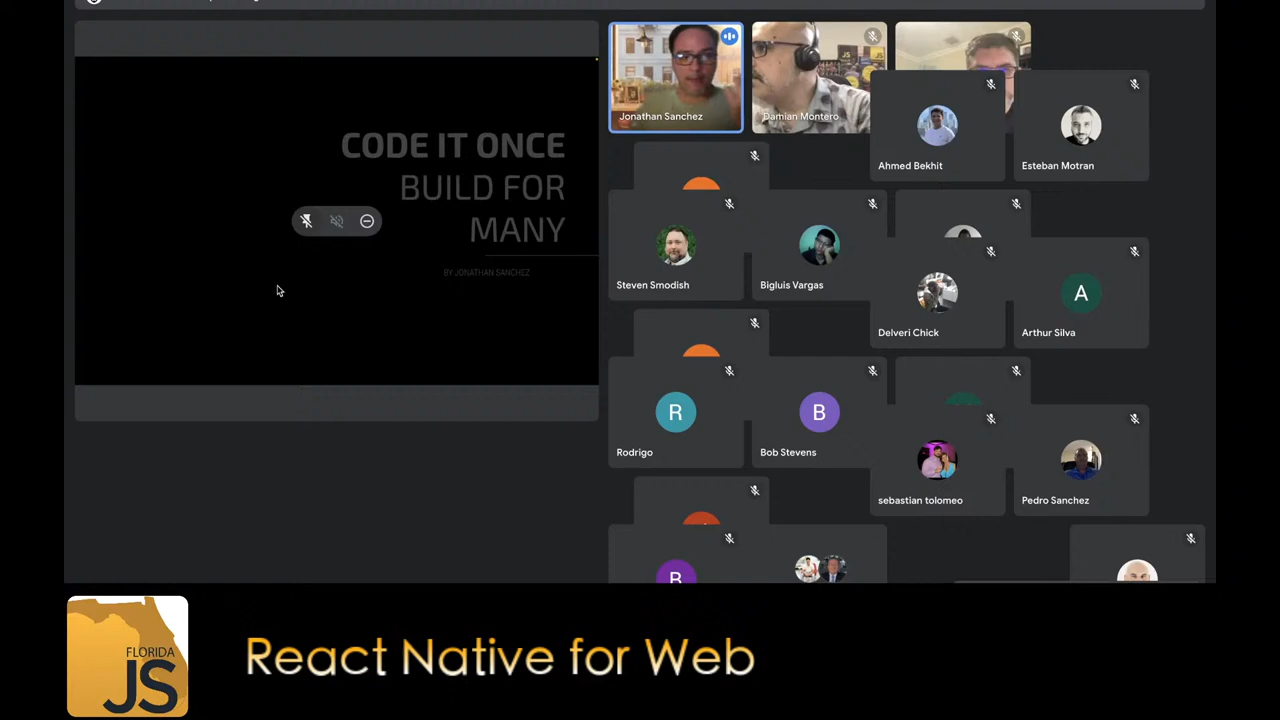 CODE IT ONCE
BUILD FOR
MANY
BY JONATHAN SANCHEZ
Jonathan Sanchez
Damian Montero
Ahmed Bekhit
Esteban Motran
Steven Smodish
Bigluis Vargas
Delveri Chick
A
Arthur Silva
R
Rodrigo
B
Bob Stevens
sebastian tolomeo
Pedro Sanchez
FLORIDA
JS
React Native for Web